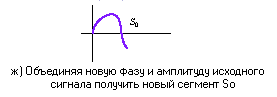 S₀
ж) Объединяя новую фазу и амплитуду исходного
сигнала получить новый сегмент So